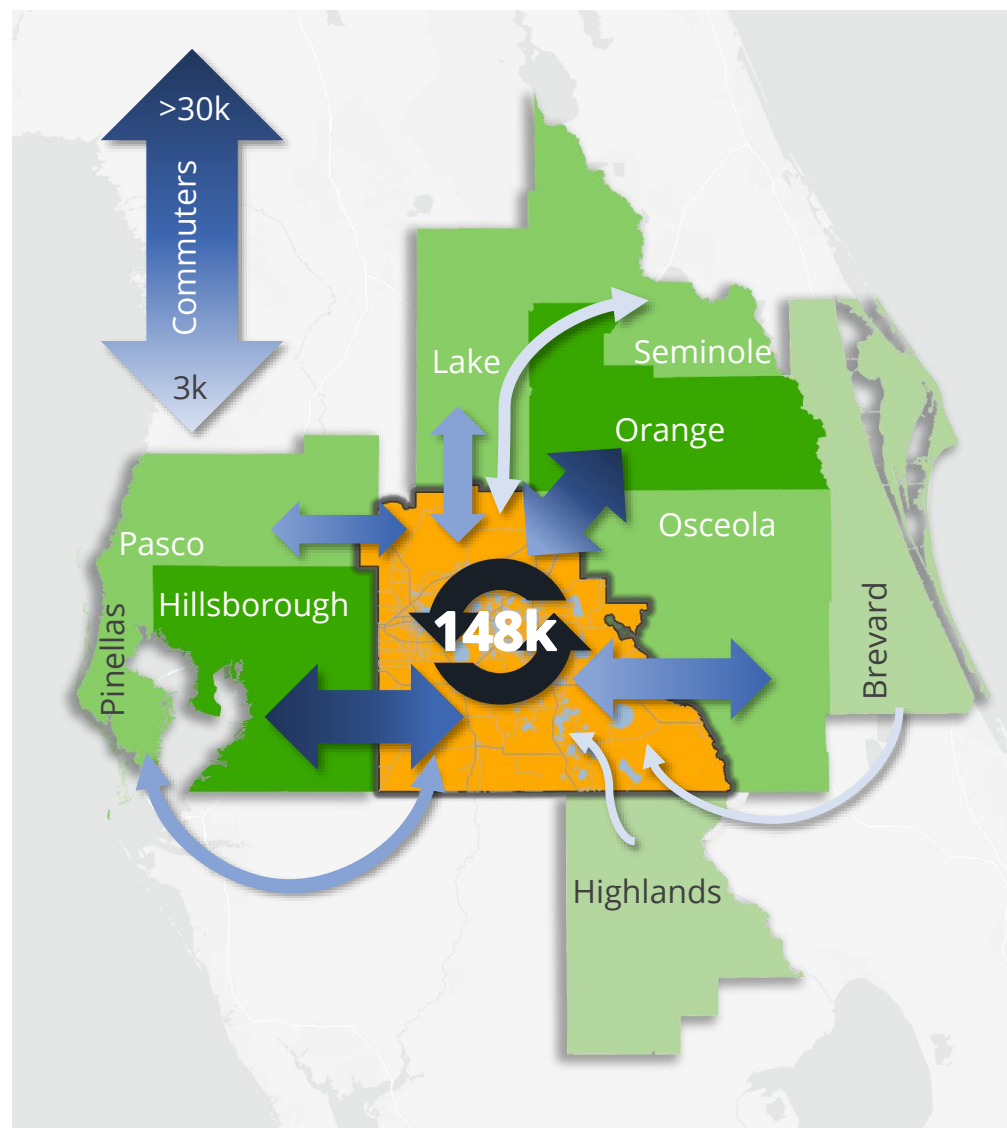 >30k
Commuters
3k
Lake
Seminole
Orange
Osceola
Pasco
Hillsborough
Pinellas
148k
Brevard
Highlands